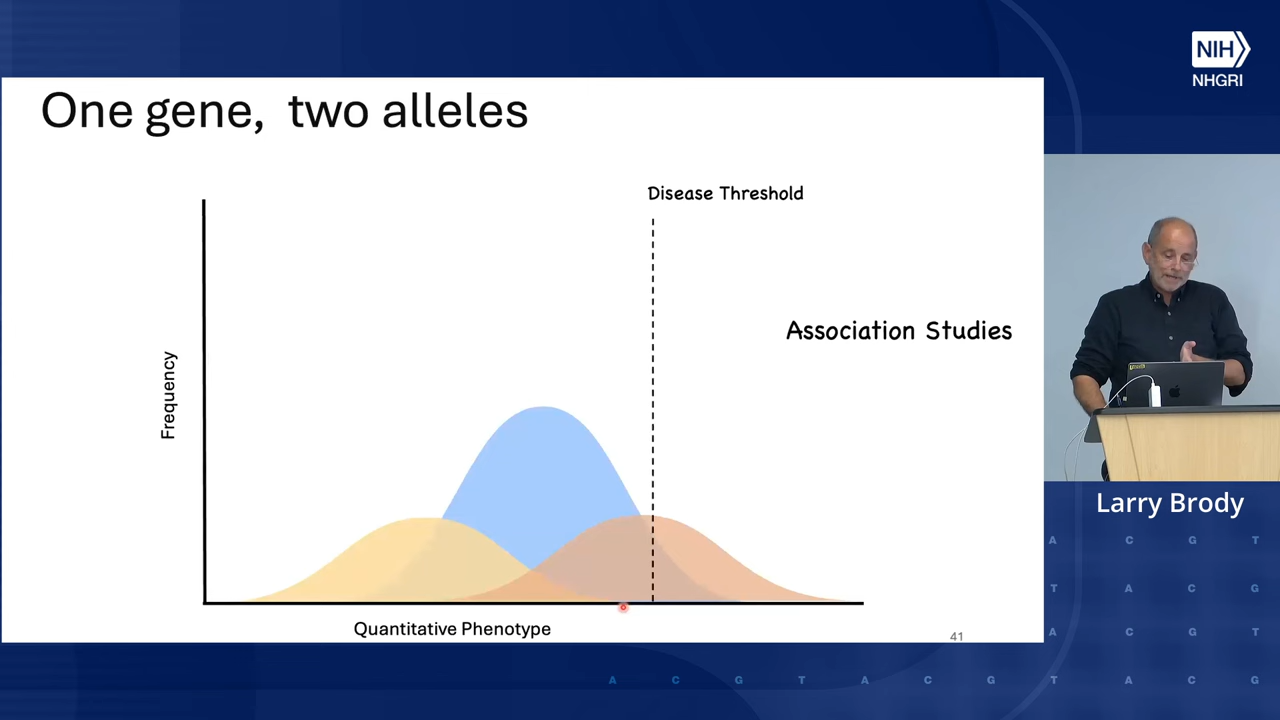 NIH
NHGRI
One gene, two alleles
Disease Threshold
Association Studies
Frequency
Quantitative Phenotype
41
Larry Brody
A C G T
T A C G
A C G T
A C G T A C G T A C G